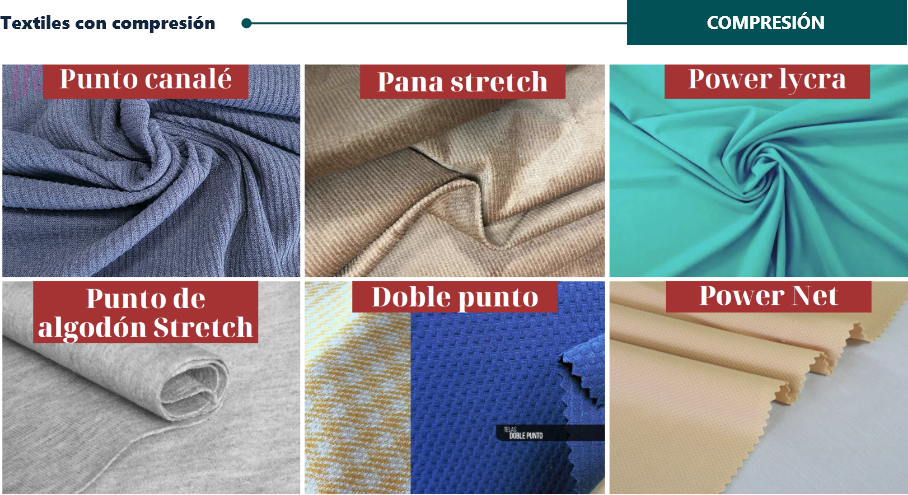 Textiles con compresión
COMPRESIÓN
Punto canalé
Pana stretch
Power lycra
Punto de
algodón Stretch
Doble punto
Power Net
TELAS
DOBLE PUNTO